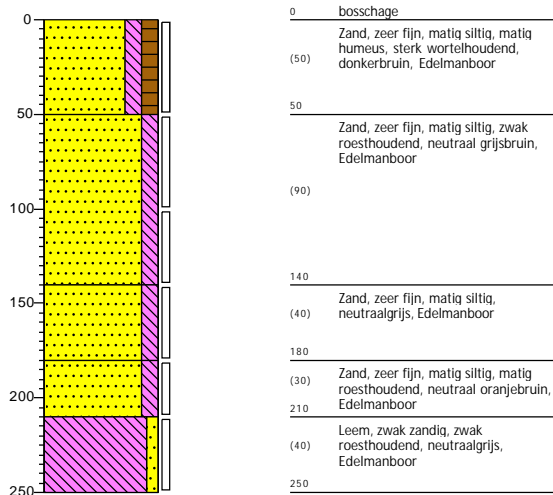 0
50
100
150
200
250
0 bosschage
Zand, zeer fijn, matig siltig, matig
humeus, sterk wortelhoudend,
(50)
donkerbruin, Edelmanboor
50
Zand, zeer fijn, matig siltig, zwak
roesthoudend, neutraal grijsbruin,
Edelmanboor
(90)
140
Zand, zeer fijn, matig siltig,
(40) neutraalgrijs, Edelmanboor
180
Zand, zeer fijn, matig siltig, matig
(30) roesthoudend, neutraal oranjebruin,
210 Edelmanboor
Leem, zwak zandig, zwak
(40) roesthoudend, neutraalgrijs,
Edelmanboor
250